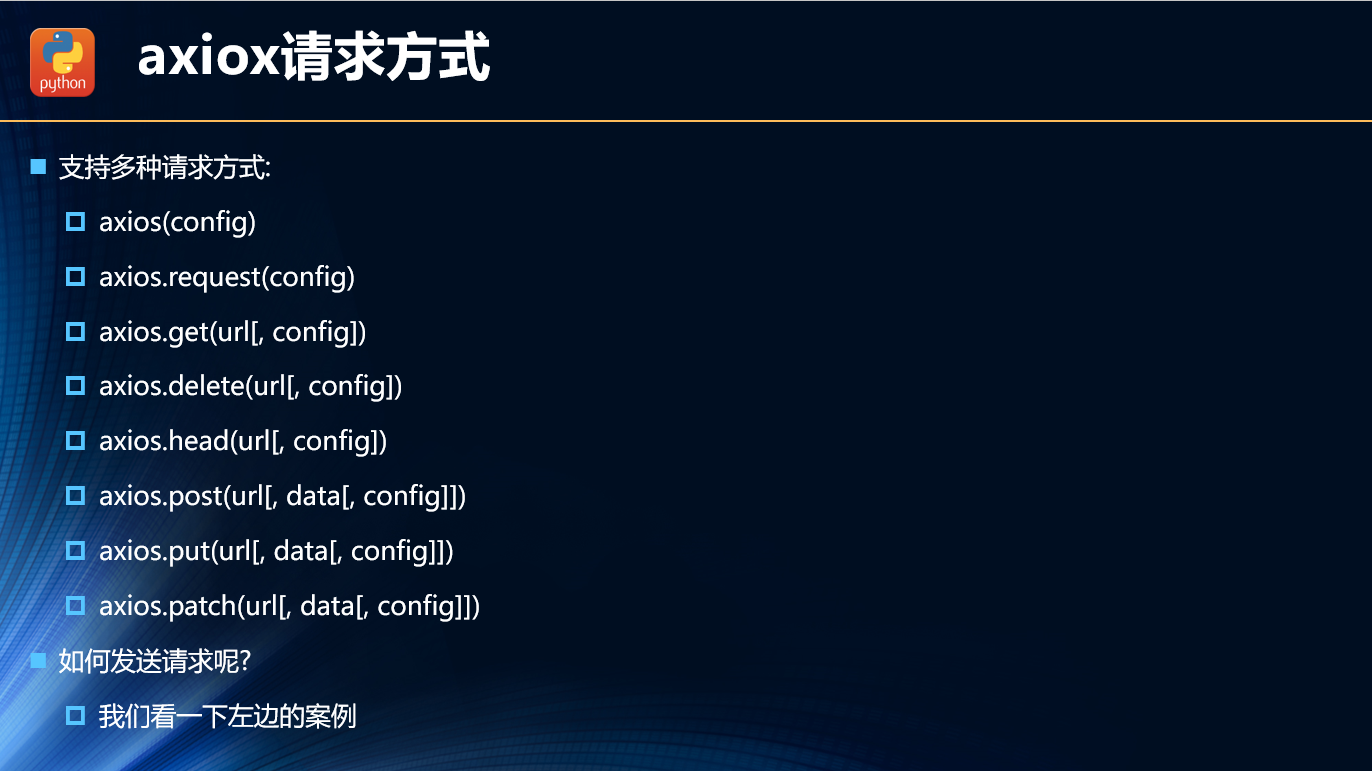 python
axiox请求方式
支持多种请求方式:
axios(config)
axios.request(config)
axios.get(url[, config])
axios.delete(url[, config])
axios.head(url[, config])
axios.post(url[, data[, config]])
axios.put(url[, data[, config]])
axios.patch(url[, data[, config]])
如何发送请求呢?
我们看一下左边的案例